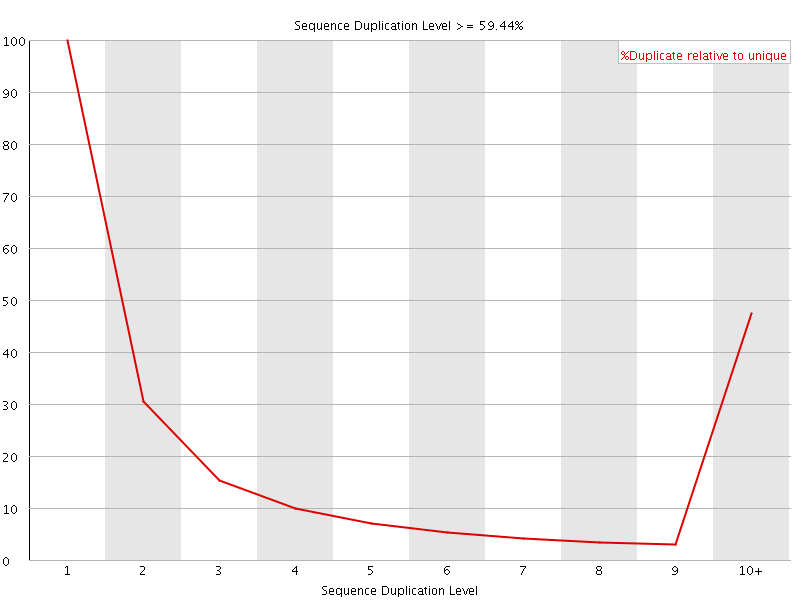 Sequence Duplication Level >= 59.44%
%Duplicate relative to unique
100
90
80
70
60
50
40
30
20
10
0
1 2 3 4 5 6 7 8 9 10+
Sequence Duplication Level